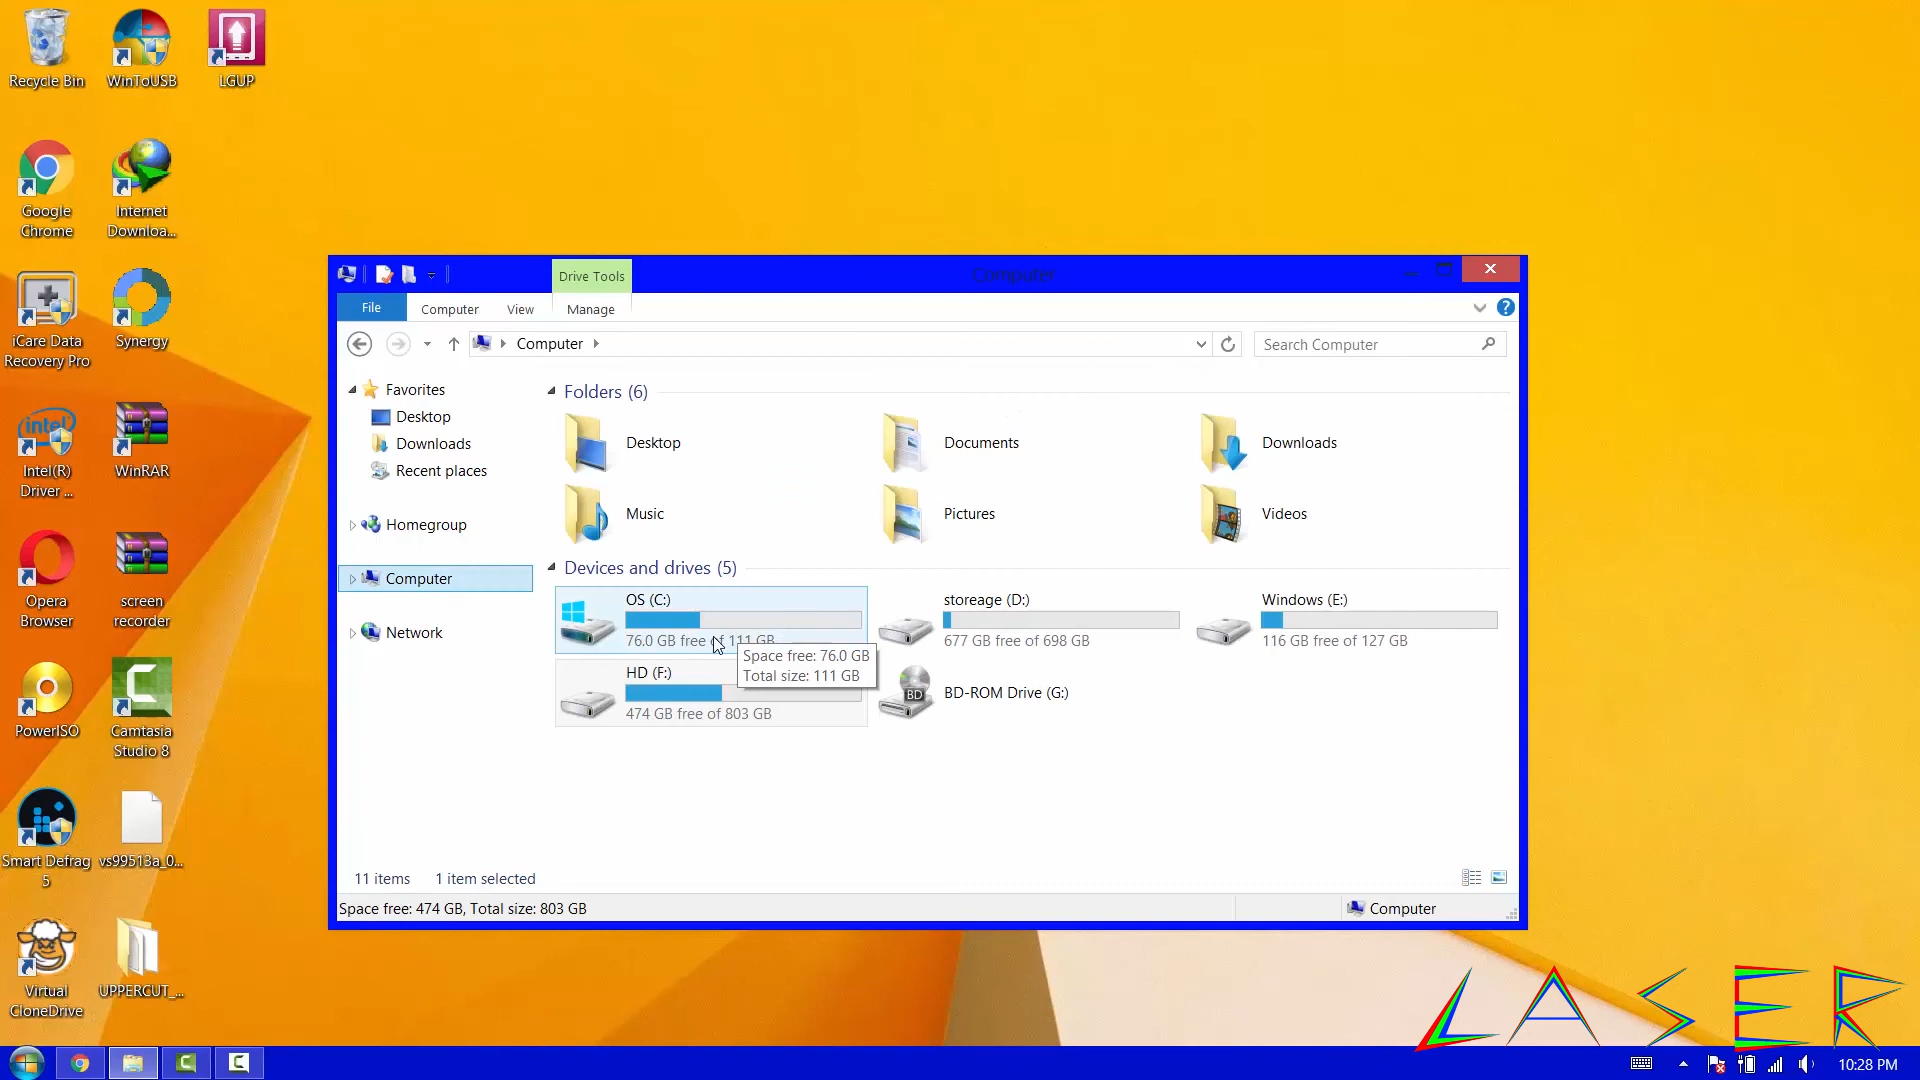 Recycle Bin
WinToUSB
LGUP
Google
Chrome
Internet
Downloa...
iCare Data
Recovery Pro
Synergy
intel
Intel(R)
Driver ...
WinRAR
Opera
Browser
screen
recorder
PowerISO
Camtasia
Studio 8
Smart Defrag
5
vs99513a_0...
Virtual
CloneDrive
UPPERCUT_...
Drive Tools
Computer
File
Computer
View
Manage
Computer
Search Computer
Favorites
Desktop
Downloads
Recent places
Homegroup
Computer
Network
Folders (6)
Desktop
Documents
Downloads
Music
Pictures
Videos
Devices and drives (5)
OS (C:)
76.0 GB free of 111 GB
storeage (D:)
677 GB free of 698 GB
Windows (E:)
116 GB free of 127 GB
Space free: 76.0 GB
Total size: 111 GB
HD (F:)
474 GB free of 803 GB
BD
BD-ROM Drive (G:)
11 items 1 item selected
Space free: 474 GB, Total size: 803 GB
Computer
LASER
10:28 PM